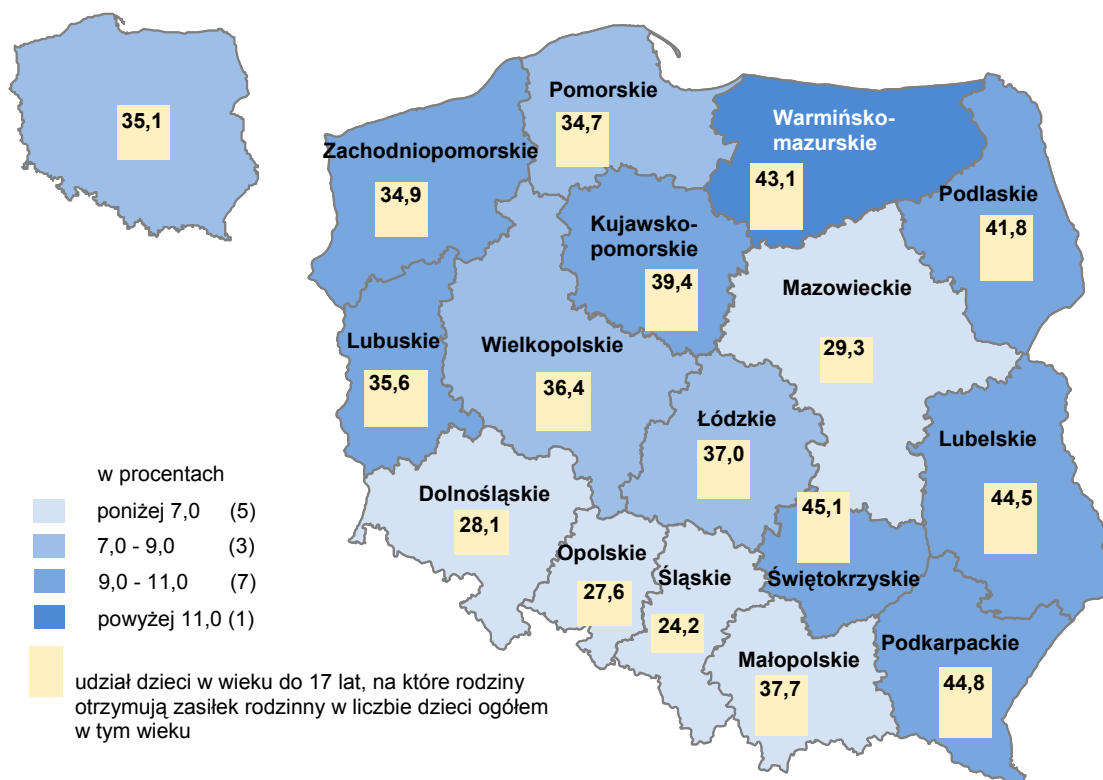 35,1
Pomorskie
34,7
Warmińsko-
mazurskie
43,1
Zachodniopomorskie
34,9
Podlaskie
41,8
Kujawsko-
pomorskie
39,4
Mazowieckie
29,3
Lubuskie
35,6
Wielkopolskie
36,4
Łódzkie
37,0
Lubelskie
44,5
Dolnośląskie
28,1
45,1
Świętokrzyskie
Opolskie
27,6
Śląskie
24,2
Małopolskie
37,7
Podkarpackie
44,8
w procentach
poniżej 7,0 (5)
7,0 - 9,0 (3)
9,0 - 11,0 (7)
powyżej 11,0 (1)
udział dzieci w wieku do 17 lat, na które rodziny
otrzymują zasiłek rodzinny w liczbie dzieci ogółem
w tym wieku